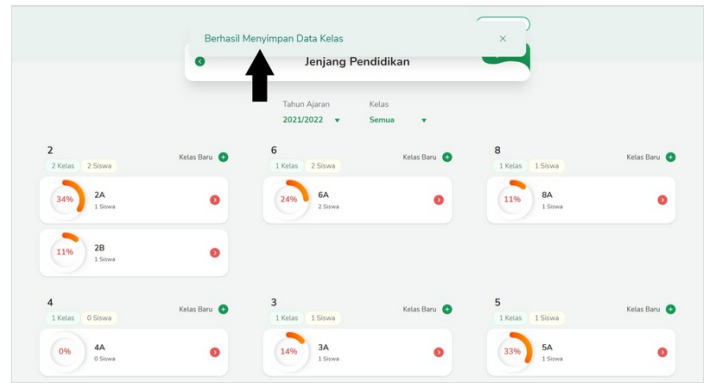 Berhasil Menyimpan Data Kelas ×
Jenjang Pendidikan
Tahun Ajaran Kelas
2021/2022 Semua
2 Kelas Baru
2 Kelas 2 Siswa
34% 2A
1 Siswa
11% 2B
1 Siswa
6 Kelas Baru
1 Kelas 2 Siswa
24% 6A
2 Siswa
8 Kelas Baru
1 Kelas 1 Siswa
11% 8A
1 Siswa
4 Kelas Baru
1 Kelas 0 Siswa
0% 4A
0 Siswa
3 Kelas Baru
1 Kelas 1 Siswa
14% 3A
1 Siswa
5 Kelas Baru
1 Kelas 1 Siswa
33% 5A
1 Siswa